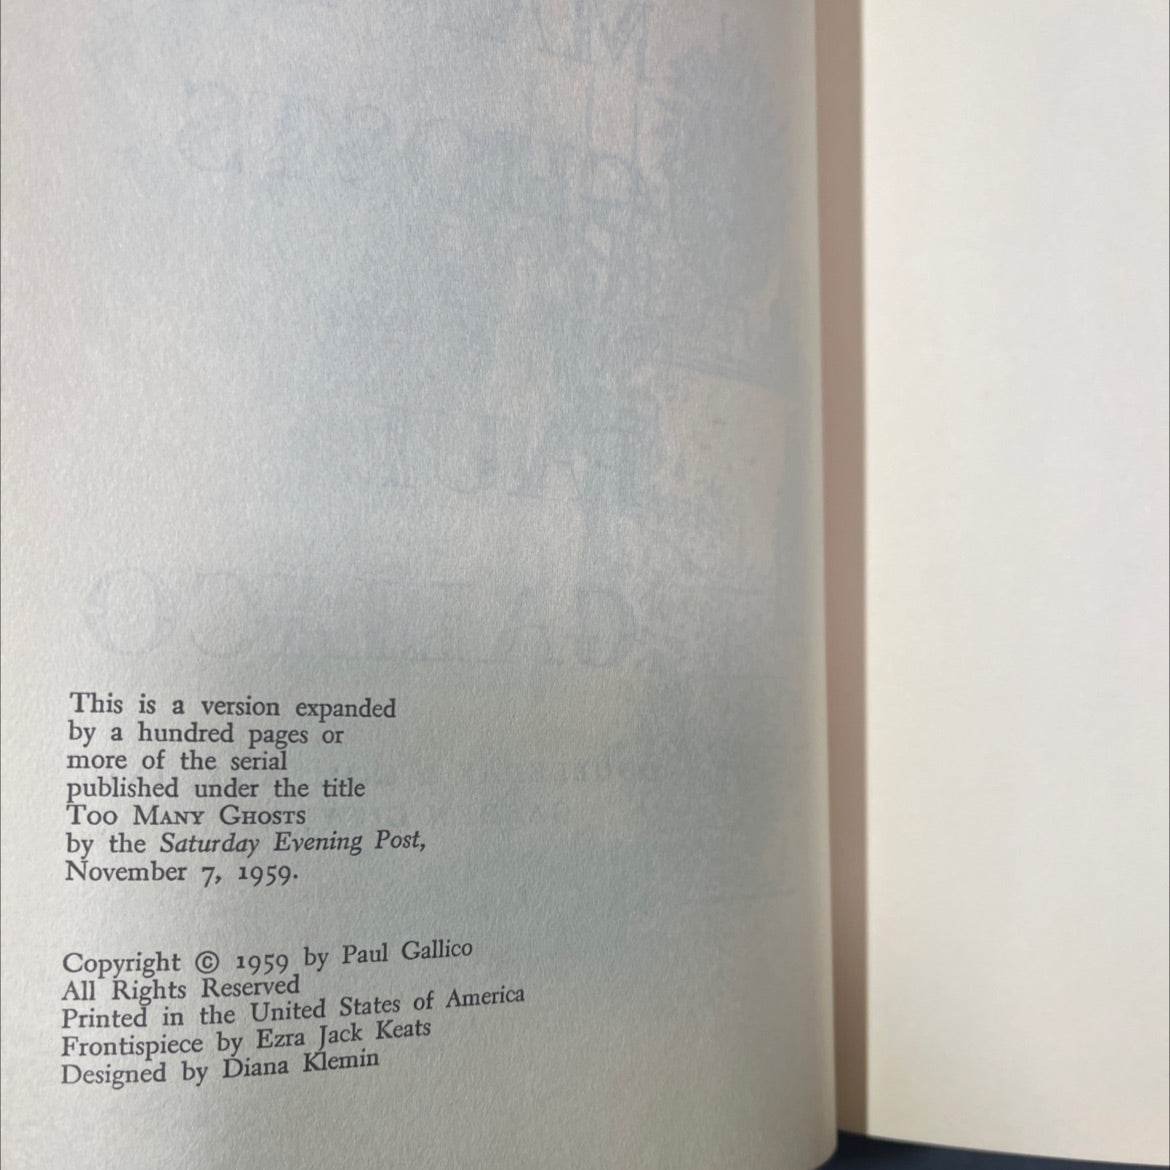 This is a version expanded
by a hundred pages or
more of the serial
published under the title
Too Many Ghosts
by the Saturday Evening Post,
November 7, 1959.
Copyright © 1959 by Paul Gallico
All Rights Reserved
Printed in the United States of America
Frontispiece by Ezra Jack Keats
Designed by Diana Klemin